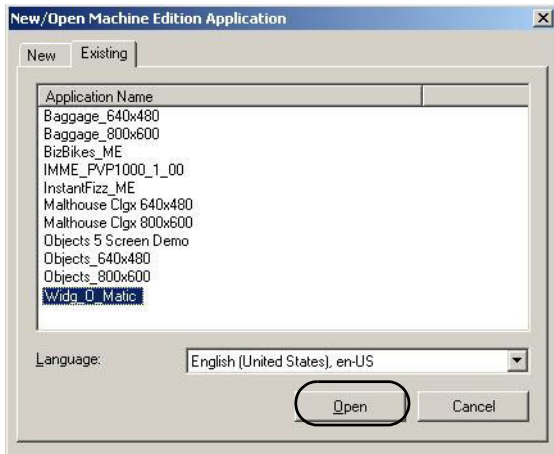 New/Open Machine Edition Application
New Existing
Application Name
Baggage_640x480
Baggage_800x600
BizBikes_ME
IMME_PVP1000_1_00
InstantFizz_ME
Malthouse Clgx 640x480
Malthouse Clgx 800x600
Objects 5 Screen Demo
Objects_640x480
Objects_800x600
Widg_O_Matic
Language: English (United States), en-US
Open Cancel